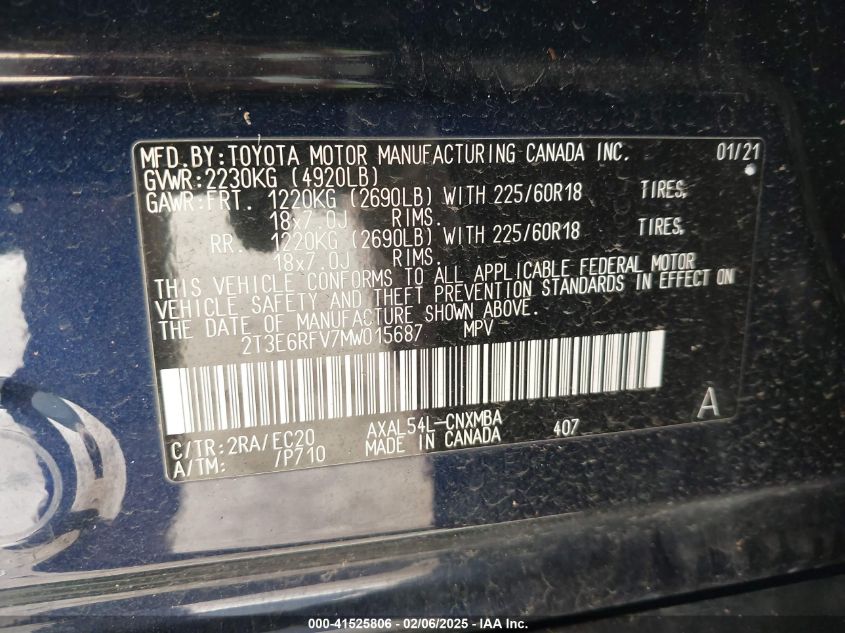 MFD.BY:TOYOTA MOTOR MANUFACTURING CANADA INC. 01/21
GVWR:2230KG (4920LB)
GAWR:FRT. 1220KG (2690LB) WITH 225/60R18 TIRES,
18x7.0J RIMS.
RR. 1220KG (2690LB) WITH 225/60R18 TIRES,
18x7.0J RIMS.
THIS VEHICLE CONFORMS TO ALL APPLICABLE FEDERAL MOTOR
VEHICLE SAFETY AND THEFT PREVENTION STANDARDS IN EFFECT ON
THE DATE OF MANUFACTURE SHOWN ABOVE.
2T3E6RFV7MW015687 MPV
A
C/TR:2RA/EC20 AXAL54L-CNXMBA 407
A/TM: /P710 MADE IN CANADA
000-41525806 - 02/06/2025 - IAA Inc.